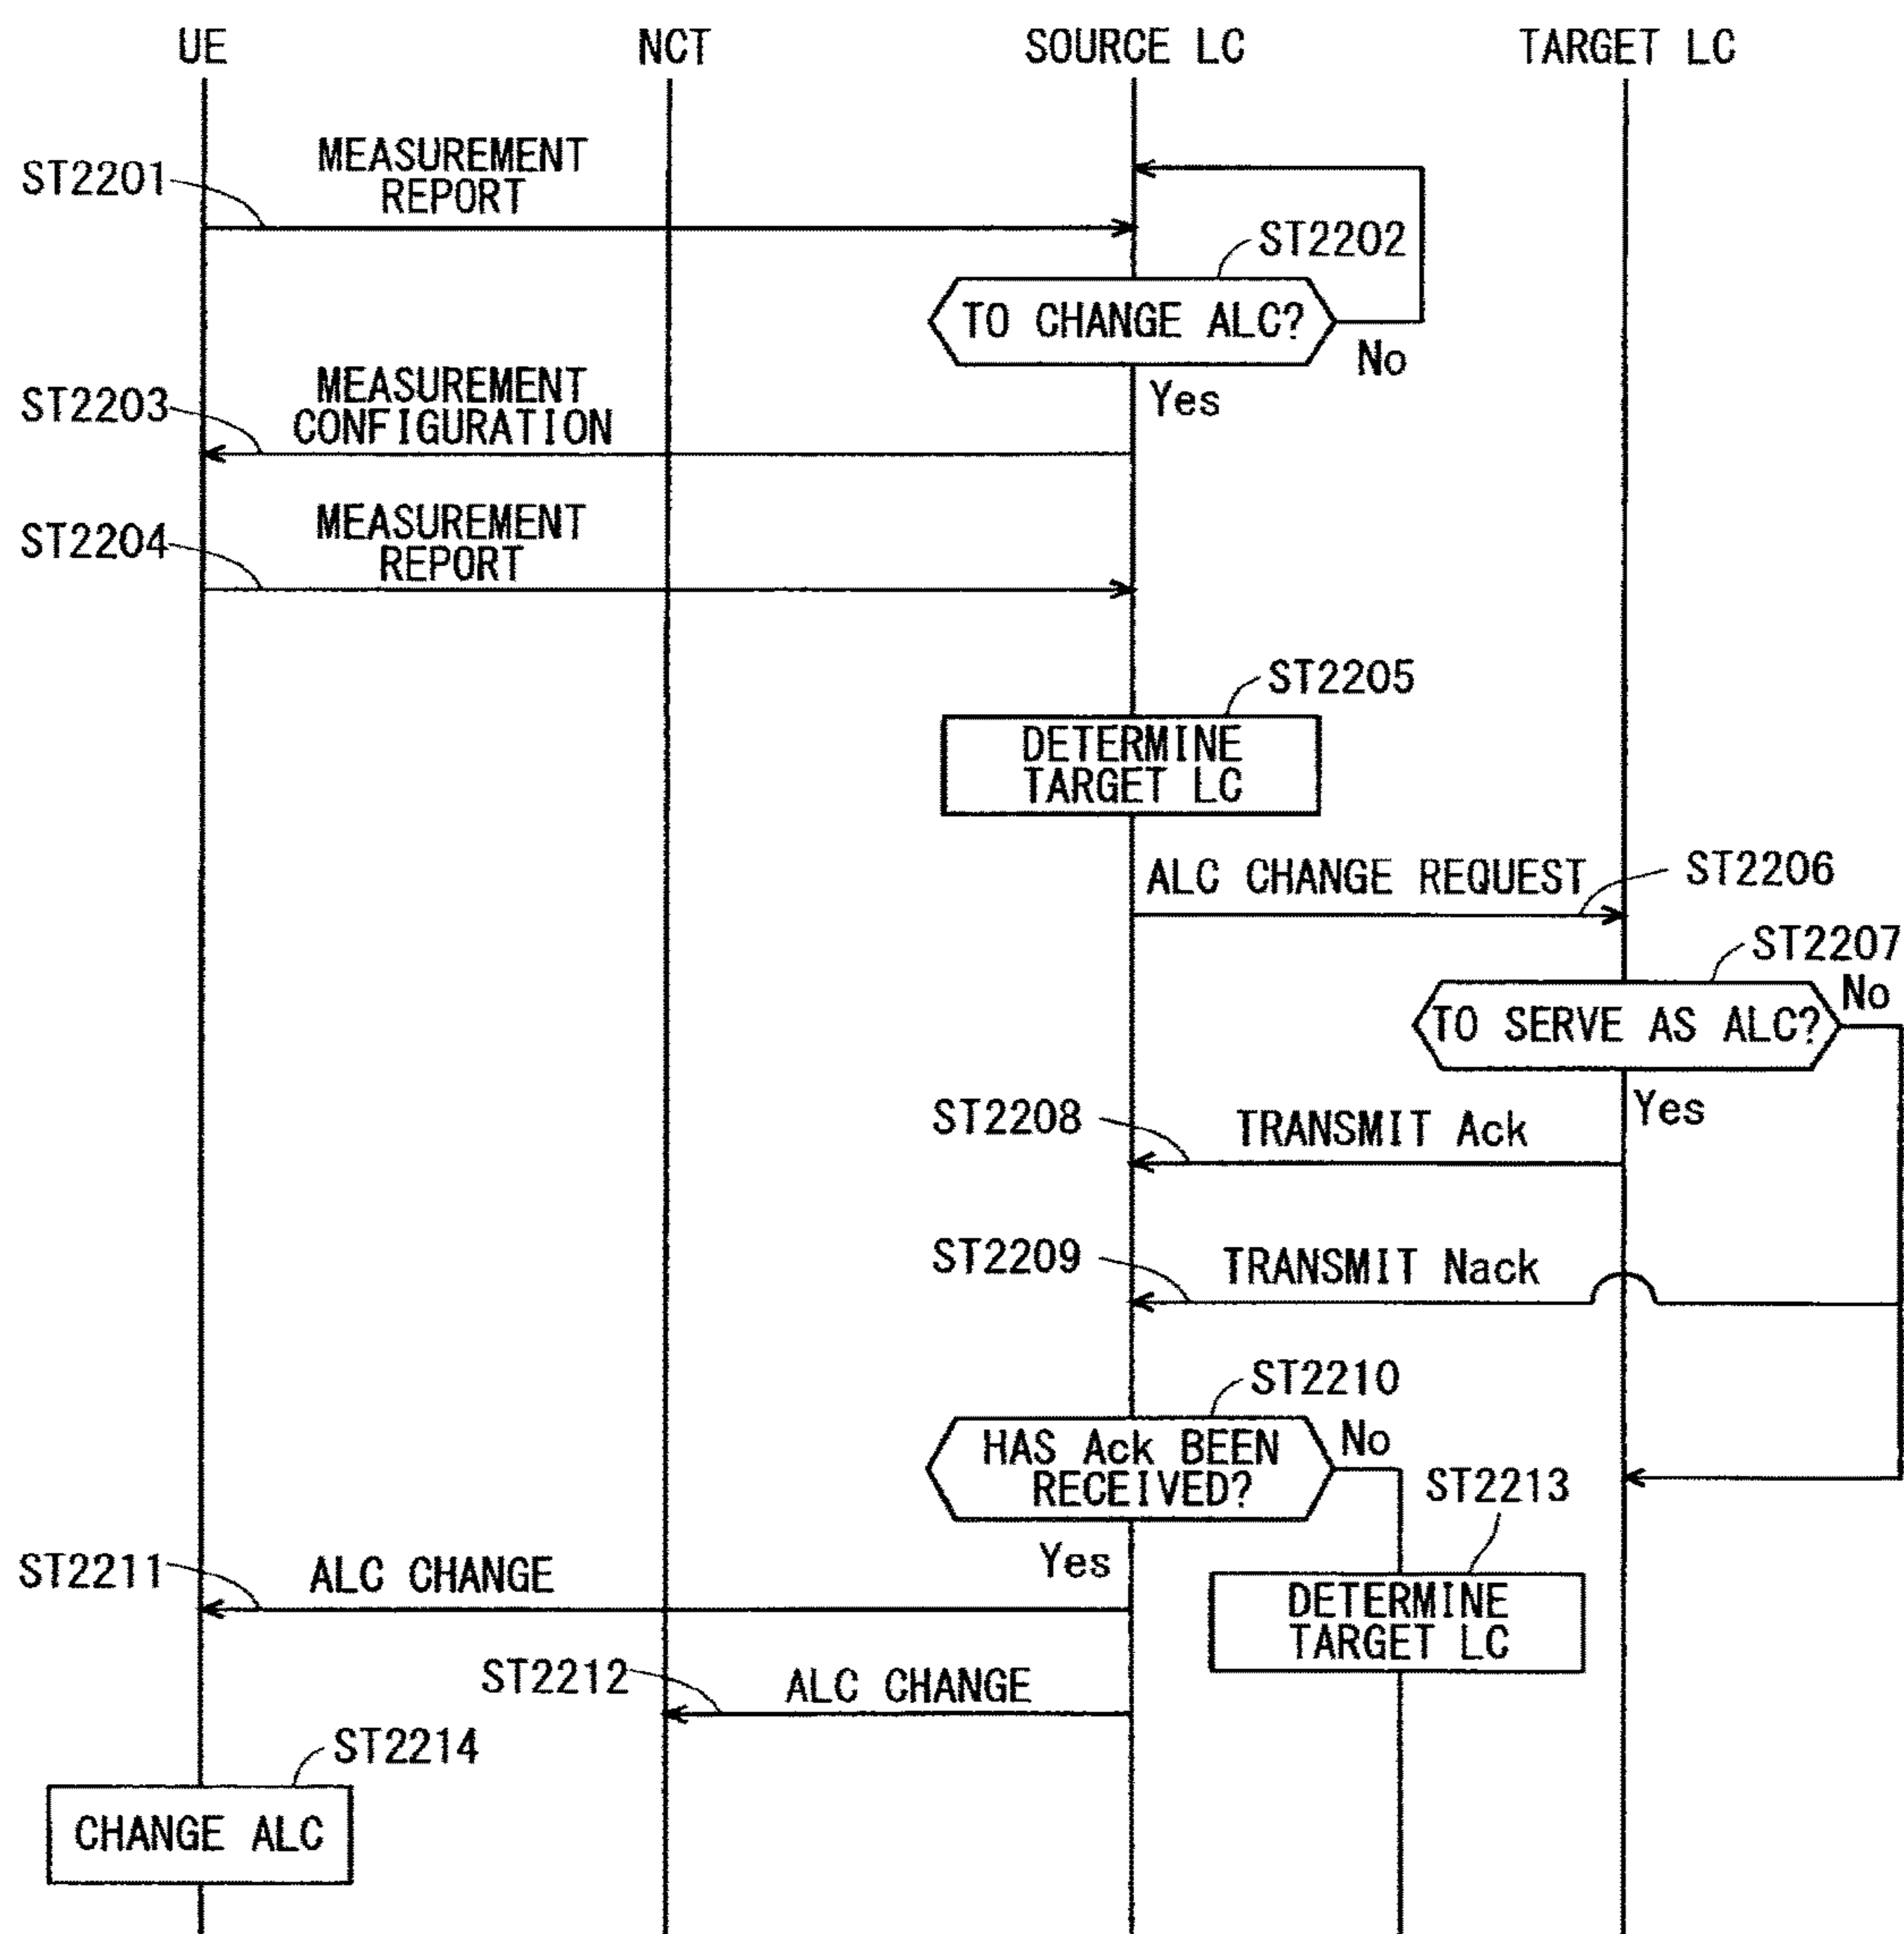 UE
NCT
SOURCE LC
TARGET LC
ST2201
MEASUREMENT
REPORT
ST2202
TO CHANGE ALC?
No
Yes
ST2203
MEASUREMENT
CONFIGURATION
ST2204
MEASUREMENT
REPORT
ST2205
DETERMINE
TARGET LC
ALC CHANGE REQUEST
ST2206
ST2207
No
TO SERVE AS ALC?
Yes
ST2208
TRANSMIT Ack
ST2209
TRANSMIT Nack
ST2210
HAS Ack BEEN
RECEIVED?
No
ST2213
Yes
ST2211
ALC CHANGE
DETERMINE
TARGET LC
ST2212
ALC CHANGE
ST2214
CHANGE ALC